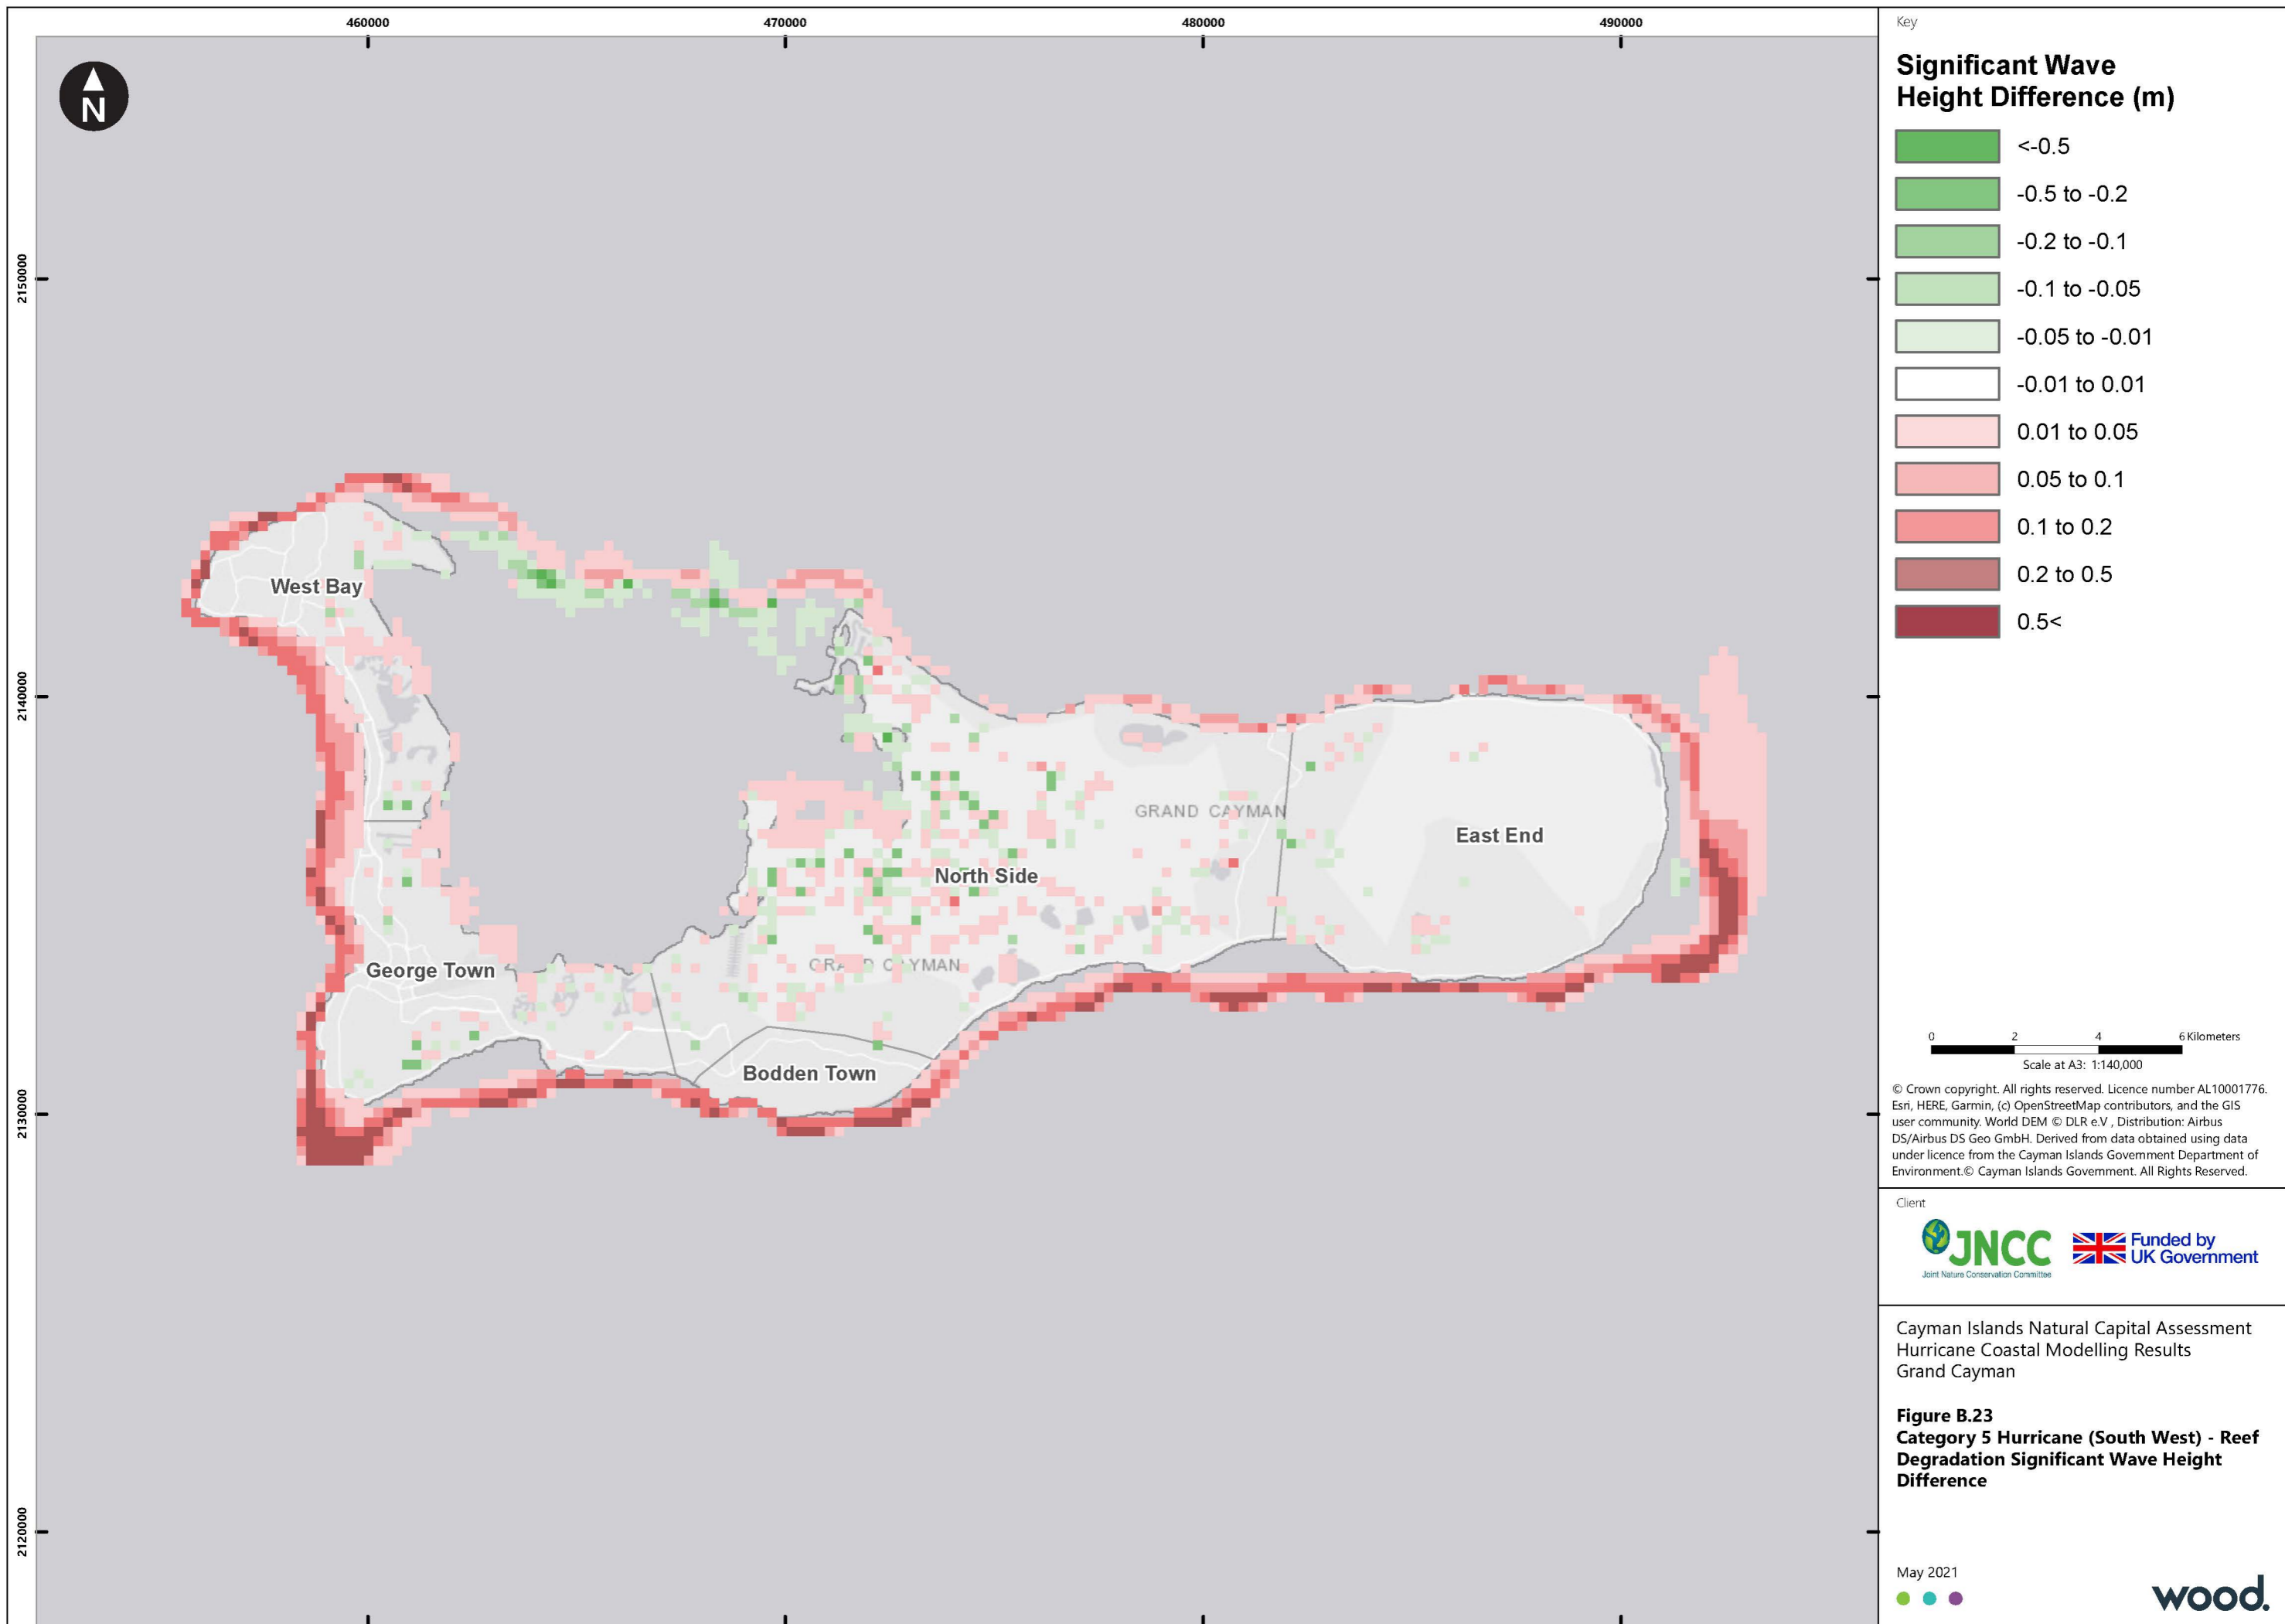 460000
470000
480000
490000
2150000
2140000
2130000
2120000
N
West Bay
GRAND CAYMAN
East End
North Side
George Town
GRAND CAYMAN
Bodden Town
Key
Significant Wave
Height Difference (m)
<-0.5
-0.5 to -0.2
-0.2 to -0.1
-0.1 to -0.05
-0.05 to -0.01
-0.01 to 0.01
0.01 to 0.05
0.05 to 0.1
0.1 to 0.2
0.2 to 0.5
0.5<
0 2 4 6 Kilometers
Scale at A3: 1:140,000
© Crown copyright. All rights reserved. Licence number AL10001776.
Esri, HERE, Garmin, (c) OpenStreetMap contributors, and the GIS
user community. World DEM © DLR e.V , Distribution: Airbus
DS/Airbus DS Geo GmbH. Derived from data obtained using data
under licence from the Cayman Islands Government Department of
Environment.© Cayman Islands Government. All Rights Reserved.
Client
JNCC
Joint Nature Conservation Committee
Funded by
UK Government
Cayman Islands Natural Capital Assessment
Hurricane Coastal Modelling Results
Grand Cayman
Figure B.23
Category 5 Hurricane (South West) - Reef
Degradation Significant Wave Height
Difference
May 2021
wood.